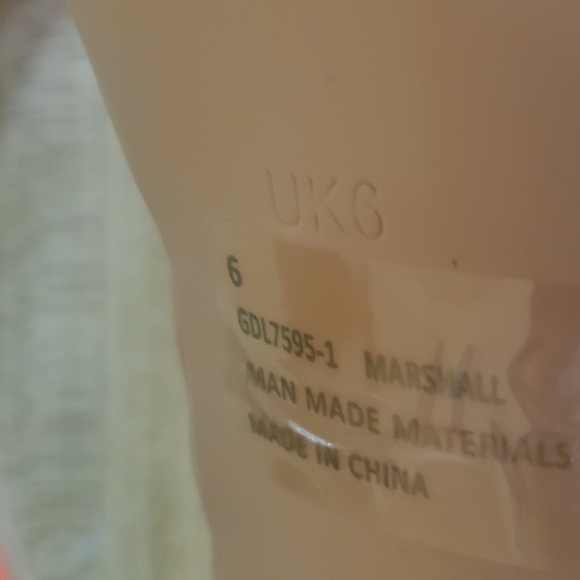 UK6
6
GDL7595-1 MARSHALL
MAN MADE MATERIALS
MADE IN CHINA